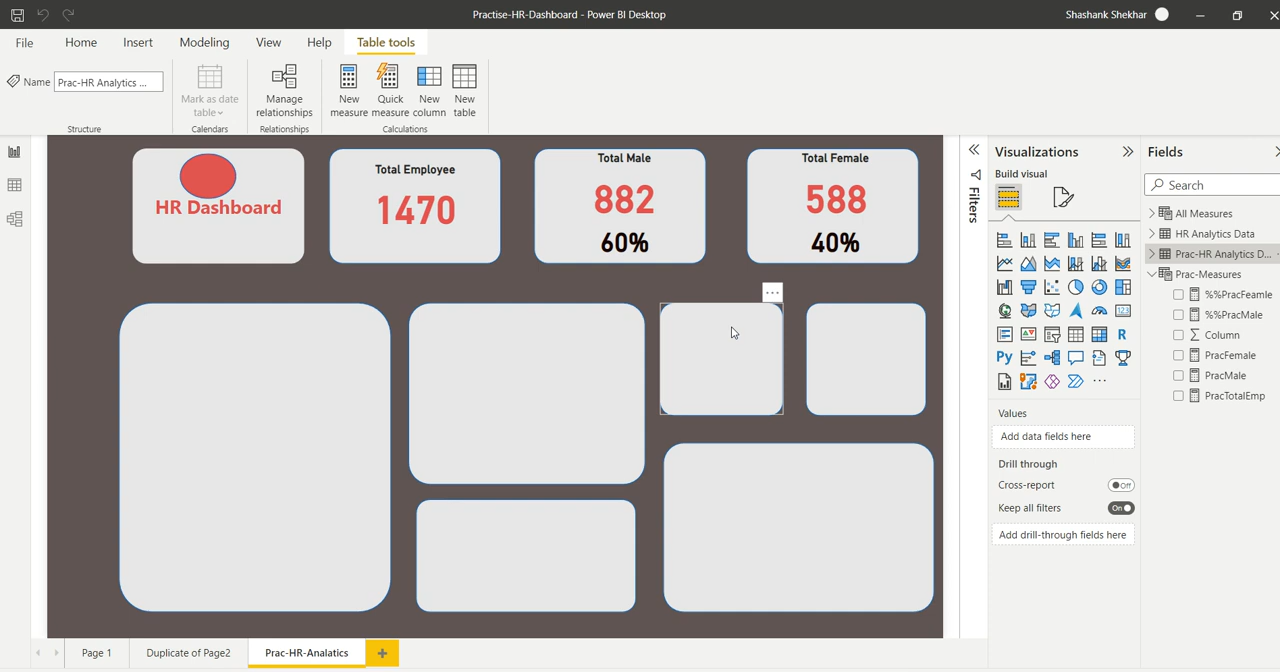 Practise-HR-Dashboard - Power BI Desktop
Shashank Shekhar
File Home Insert Modeling View Help Table tools
Name Prac-HR Analytics ...
Mark as date table
Manage relationships
New measure
Quick measure
New column
New table
Structure
Calendars
Relationships
Calculations
HR Dashboard
Total Employee
1470
Total Male
882
60%
Total Female
588
40%
...
Filters
Visualizations
Build visual
123
R
Py
...
Values
Add data fields here
Drill through
Cross-report
Off
Keep all filters
On
Add drill-through fields here
Fields
Search
All Measures
HR Analytics Data
Prac-HR Analytics D...
Prac-Measures
%%PracFeamle
%%PracMale
Column
PracFemale
PracMale
PracTotalEmp
Page 1
Duplicate of Page2
Prac-HR-Analatics